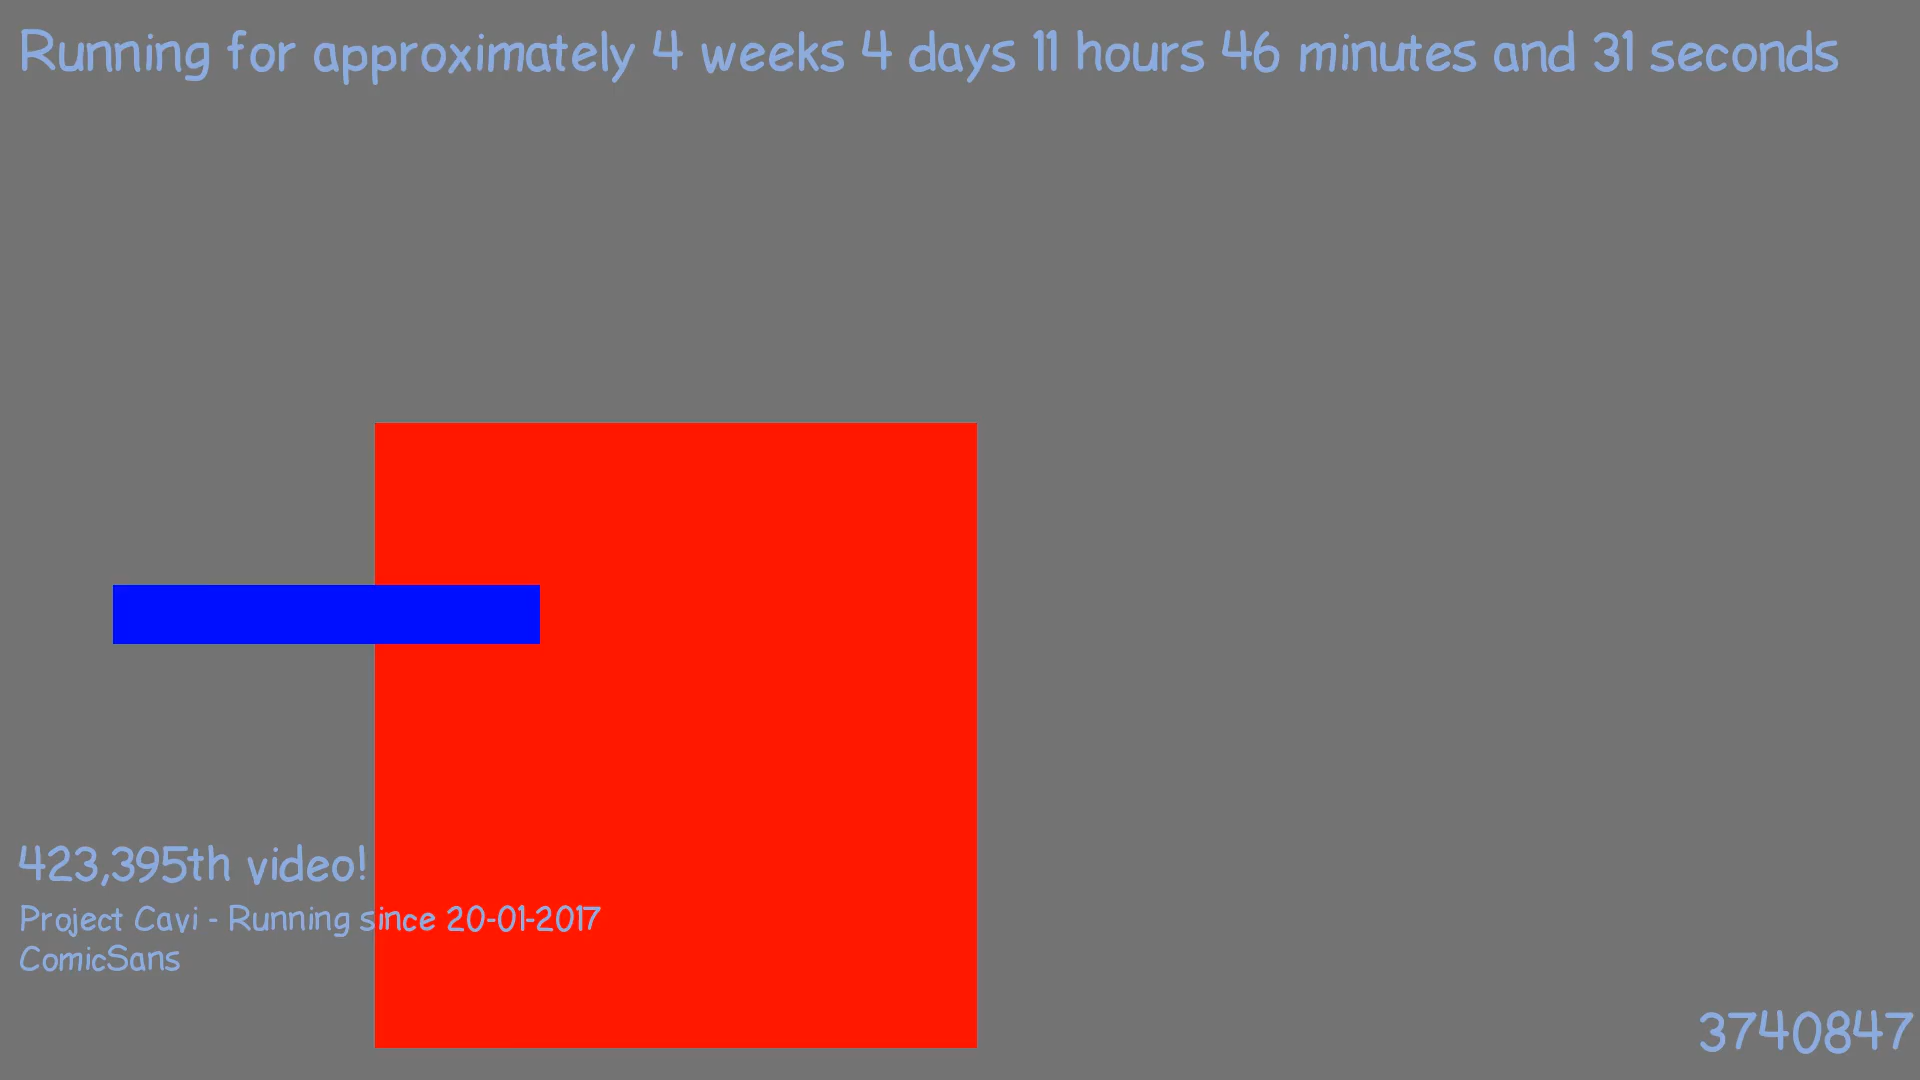 Running for approximately 4 weeks 4 days 11 hours 46 minutes and 31 seconds
423,395th video!
Project Cavi - Running since 20-01-2017
ComicSans
3740847